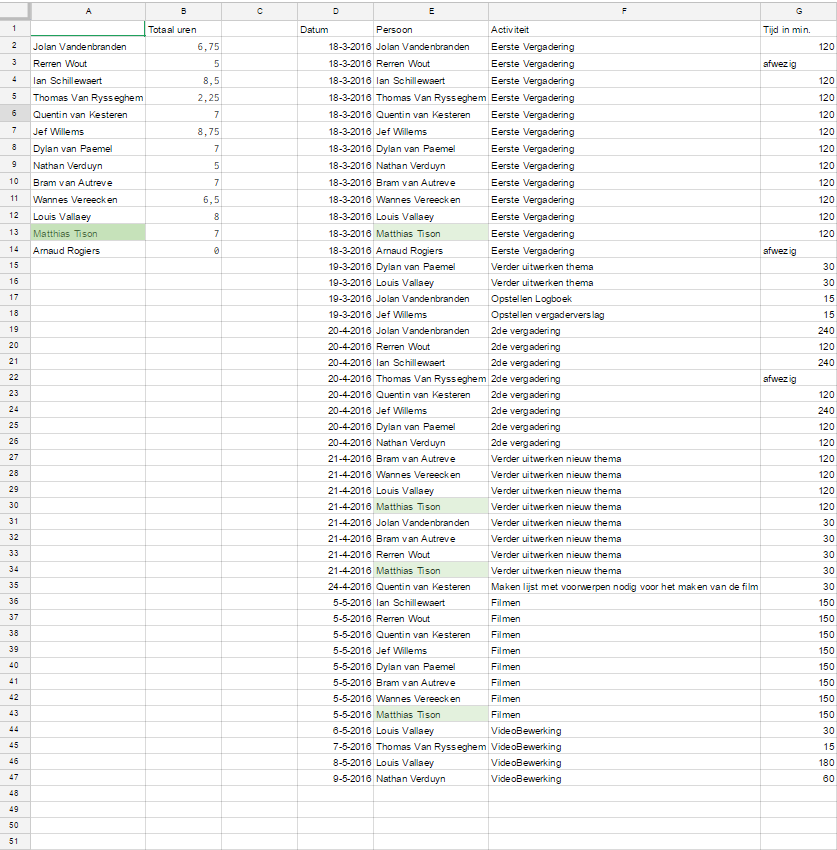 A B C D E F G
1 Totaal uren Datum Persoon Activiteit Tijd in min.
2 Jolan Vandenbranden 6,75 18-3-2016 Jolan Vandenbranden Eerste Vergadering 120
3 Rerren Wout 5 18-3-2016 Rerren Wout Eerste Vergadering afwezig
4 Ian Schillewaert 8,5 18-3-2016 Ian Schillewaert Eerste Vergadering 120
5 Thomas Van Rysseghem 2,25 18-3-2016 Thomas Van Rysseghem Eerste Vergadering 120
6 Quentin van Kesteren 7 18-3-2016 Quentin van Kesteren Eerste Vergadering 120
7 Jef Willems 8,75 18-3-2016 Jef Willems Eerste Vergadering 120
8 Dylan van Paemel 7 18-3-2016 Dylan van Paemel Eerste Vergadering 120
9 Nathan Verduyn 5 18-3-2016 Nathan Verduyn Eerste Vergadering 120
10 Bram van Autreve 7 18-3-2016 Bram van Autreve Eerste Vergadering 120
11 Wannes Vereecken 6,5 18-3-2016 Wannes Vereecken Eerste Vergadering 120
12 Louis Vallaey 8 18-3-2016 Louis Vallaey Eerste Vergadering 120
13 Matthias Tison 7 18-3-2016 Matthias Tison Eerste Vergadering 120
14 Arnaud Rogiers 0 18-3-2016 Arnaud Rogiers Eerste Vergadering afwezig
15 19-3-2016 Dylan van Paemel Verder uitwerken thema 30
16 19-3-2016 Louis Vallaey Verder uitwerken thema 30
17 19-3-2016 Jolan Vandenbranden Opstellen Logboek 15
18 19-3-2016 Jef Willems Opstellen vergaderverslag 15
19 20-4-2016 Jolan Vandenbranden 2de vergadering 240
20 20-4-2016 Rerren Wout 2de vergadering 120
21 20-4-2016 Ian Schillewaert 2de vergadering 240
22 20-4-2016 Thomas Van Rysseghem 2de vergadering afwezig
23 20-4-2016 Quentin van Kesteren 2de vergadering 120
24 20-4-2016 Jef Willems 2de vergadering 240
25 20-4-2016 Dylan van Paemel 2de vergadering 120
26 20-4-2016 Nathan Verduyn 2de vergadering 120
27 21-4-2016 Bram van Autreve Verder uitwerken nieuw thema 120
28 21-4-2016 Wannes Vereecken Verder uitwerken nieuw thema 120
29 21-4-2016 Louis Vallaey Verder uitwerken nieuw thema 120
30 21-4-2016 Matthias Tison Verder uitwerken nieuw thema 120
31 21-4-2016 Jolan Vandenbranden Verder uitwerken nieuw thema 30
32 21-4-2016 Bram van Autreve Verder uitwerken nieuw thema 30
33 21-4-2016 Rerren Wout Verder uitwerken nieuw thema 30
34 21-4-2016 Matthias Tison Verder uitwerken nieuw thema 30
35 24-4-2016 Quentin van Kesteren Maken lijst met voorwerpen nodig voor het maken van de film 30
36 5-5-2016 Ian Schillewaert Filmen 150
37 5-5-2016 Rerren Wout Filmen 150
38 5-5-2016 Quentin van Kesteren Filmen 150
39 5-5-2016 Jef Willems Filmen 150
40 5-5-2016 Dylan van Paemel Filmen 150
41 5-5-2016 Bram van Autreve Filmen 150
42 5-5-2016 Wannes Vereecken Filmen 150
43 5-5-2016 Matthias Tison Filmen 150
44 6-5-2016 Louis Vallaey VideoBewerking 30
45 7-5-2016 Thomas Van Rysseghem VideoBewerking 15
46 8-5-2016 Louis Vallaey VideoBewerking 180
47 9-5-2016 Nathan Verduyn VideoBewerking 60
48
49
50
51